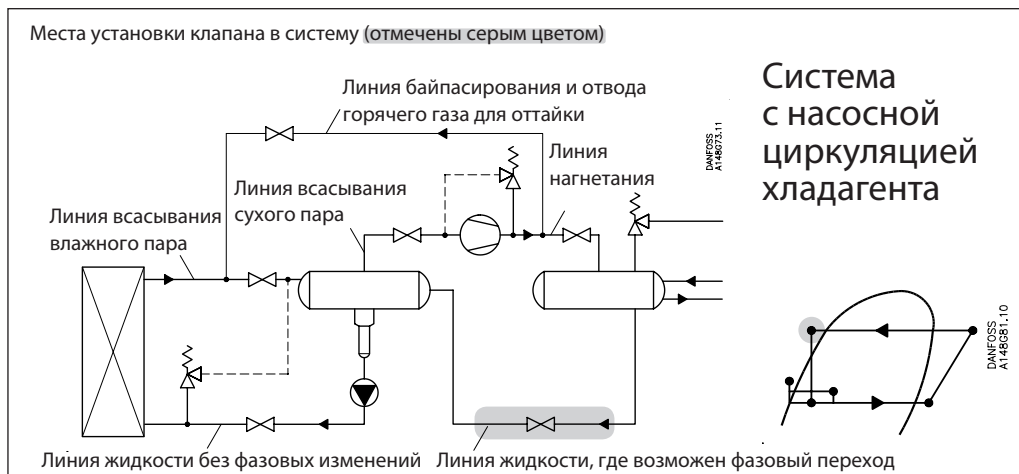 Места установки клапана в систему (отмечены серым цветом)
Линия байпасирования и отвода
горячего газа для оттайки
Линия
нагнетания
Линия всасывания
сухого пара
Линия всасывания
влажного пара
Линия жидкости без фазовых изменений
Линия жидкости, где возможен фазовый переход
DANFOSS
A148G73.11
Система
с насосной
циркуляцией
хладагента
DANFOSS
A148G81.10